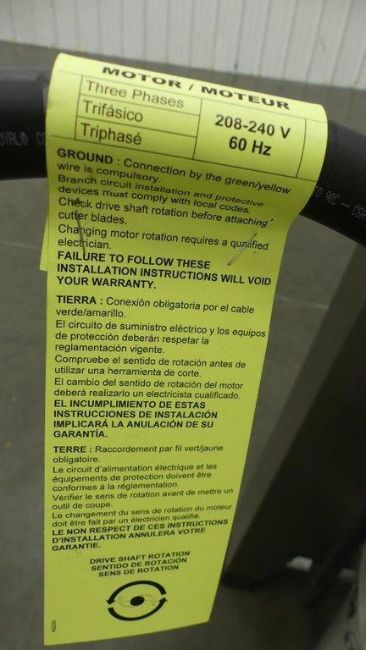 MOTOR / MOTEUR
Three Phases
Trifásico
Triphasé
208-240 V
60 Hz
GROUND : Connection by the green/yellow
wire is compulsory.
Branch circuit installation and protective
devices must comply with local codes.
Check drive shaft rotation before attaching
cutter blades.
Changing motor rotation requires a qualified
electrician.
FAILURE TO FOLLOW THESE
INSTALLATION INSTRUCTIONS WILL VOID
YOUR WARRANTY.
TIERRA : Conexión obligatoria por el cable
verde/amarillo.
El circuito de suministro eléctrico y los equipos
de protección deberán respetar la
reglamentación vigente.
Compruebe el sentido de rotación antes de
utilizar una herramienta de corte.
El cambio del sentido de rotación del motor
deberá realizarlo un electricista cualificado.
EL INCUMPLIMIENTO DE ESTAS
INSTRUCCIONES DE INSTALACIÓN
IMPLICARÁ LA ANULACIÓN DE SU
GARANTÍA.
TERRE : Raccordement par fil vert/jaune
obligatoire.
Le circuit d'alimentation électrique et les
équipements de protection doivent être
conformes à la réglementation.
Vérifier le sens de rotation avant de mettre un
outil de coupe.
Le changement du sens de rotation du moteur
doit être fait par un électricien qualifié.
LE NON RESPECT DE CES INSTRUCTIONS
D'INSTALLATION ANNULERA VOTRE
GARANTIE.
DRIVE SHAFT ROTATION
SENTIDO DE ROTACIÓN
SENS DE ROTATION